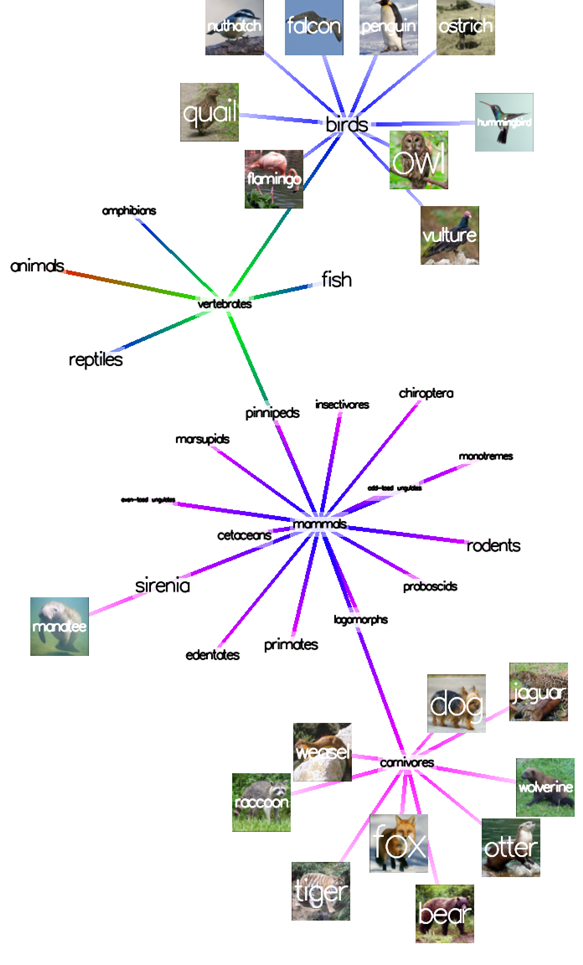 nuthatch
falcon
penguin
ostrich
quail
birds
hummingbird
owl
flamingo
vulture
amphibians
animals
fish
vertebrates
reptiles
chiroptera
insectivores
pinnipeds
marsupials
monotremes
odd-toed ungulates
even-toed ungulates
mammals
cetaceans
rodents
sirenia
proboscids
manatee
lagomorphs
primates
edentates
dog
jaguar
weasel
carnivores
wolverine
raccoon
fox
otter
tiger
bear